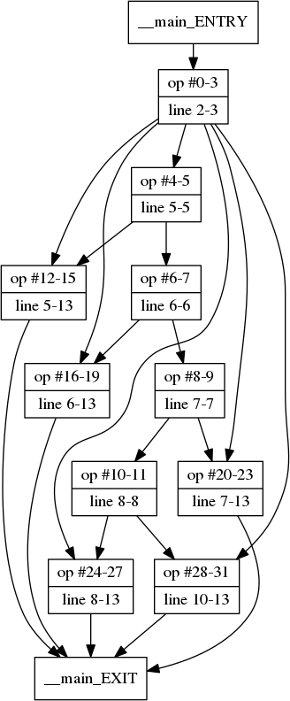 __main_ENTRY
op #0-3
line 2-3
op #4-5
line 5-5
op #12-15
line 5-13
op #6-7
line 6-6
op #16-19
line 6-13
op #8-9
line 7-7
op #10-11
line 8-8
op #20-23
line 7-13
op #24-27
line 8-13
op #28-31
line 10-13
__main_EXIT